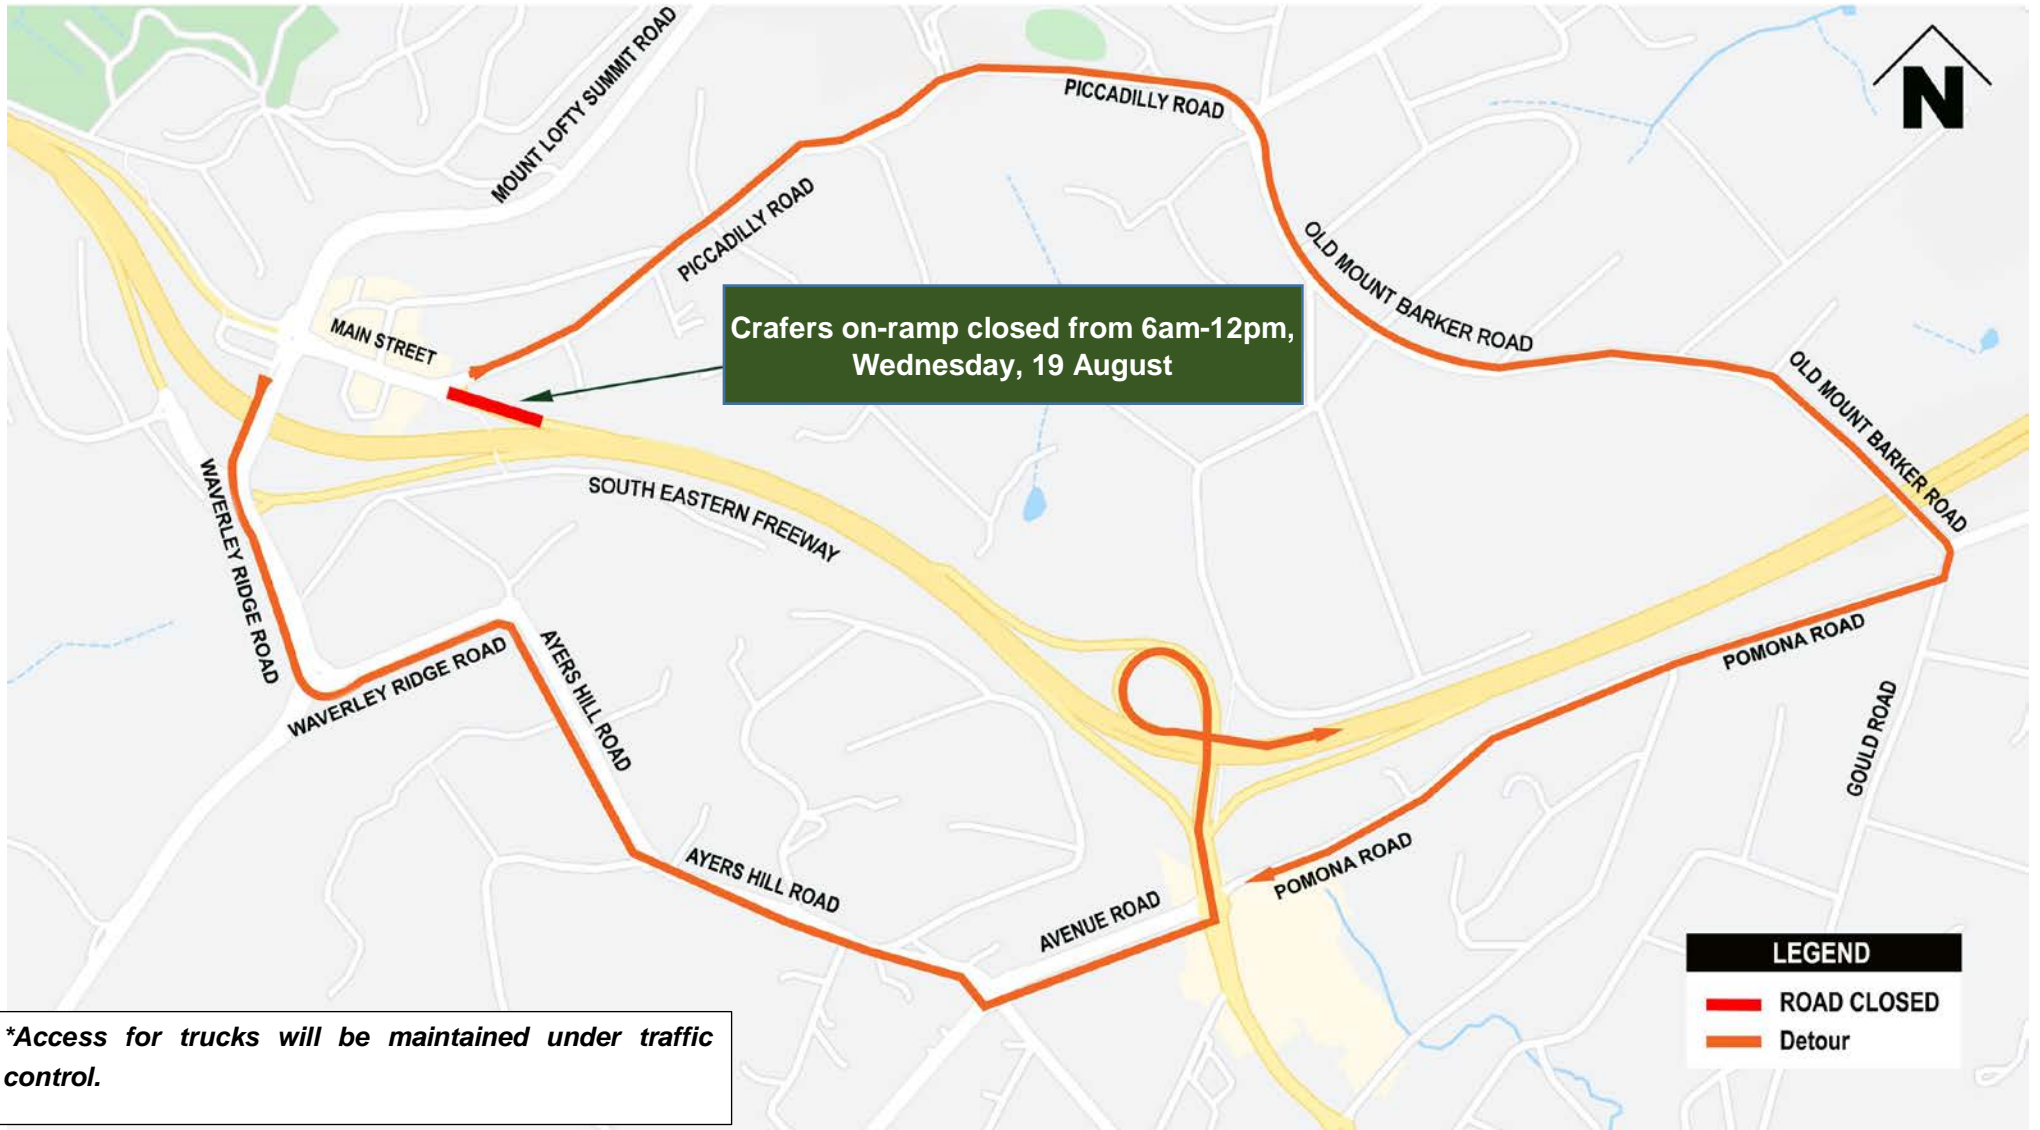 MOUNT LOFTY SUMMIT ROAD
PICCADILLY ROAD
N
PICCADILLY ROAD
OLD MOUNT BARKER ROAD
MAIN STREET
Crafers on-ramp closed from 6am-12pm,
Wednesday, 19 August
OLD MOUNT BARKER ROAD
SOUTH EASTERN FREEWAY
WAVERLEY RIDGE ROAD
WAVERLEY RIDGE ROAD
AYERS HILL ROAD
POMONA ROAD
GOULD ROAD
AYERS HILL ROAD
AVENUE ROAD
POMONA ROAD
LEGEND
ROAD CLOSED
Detour
*Access for trucks will be maintained under traffic
control.